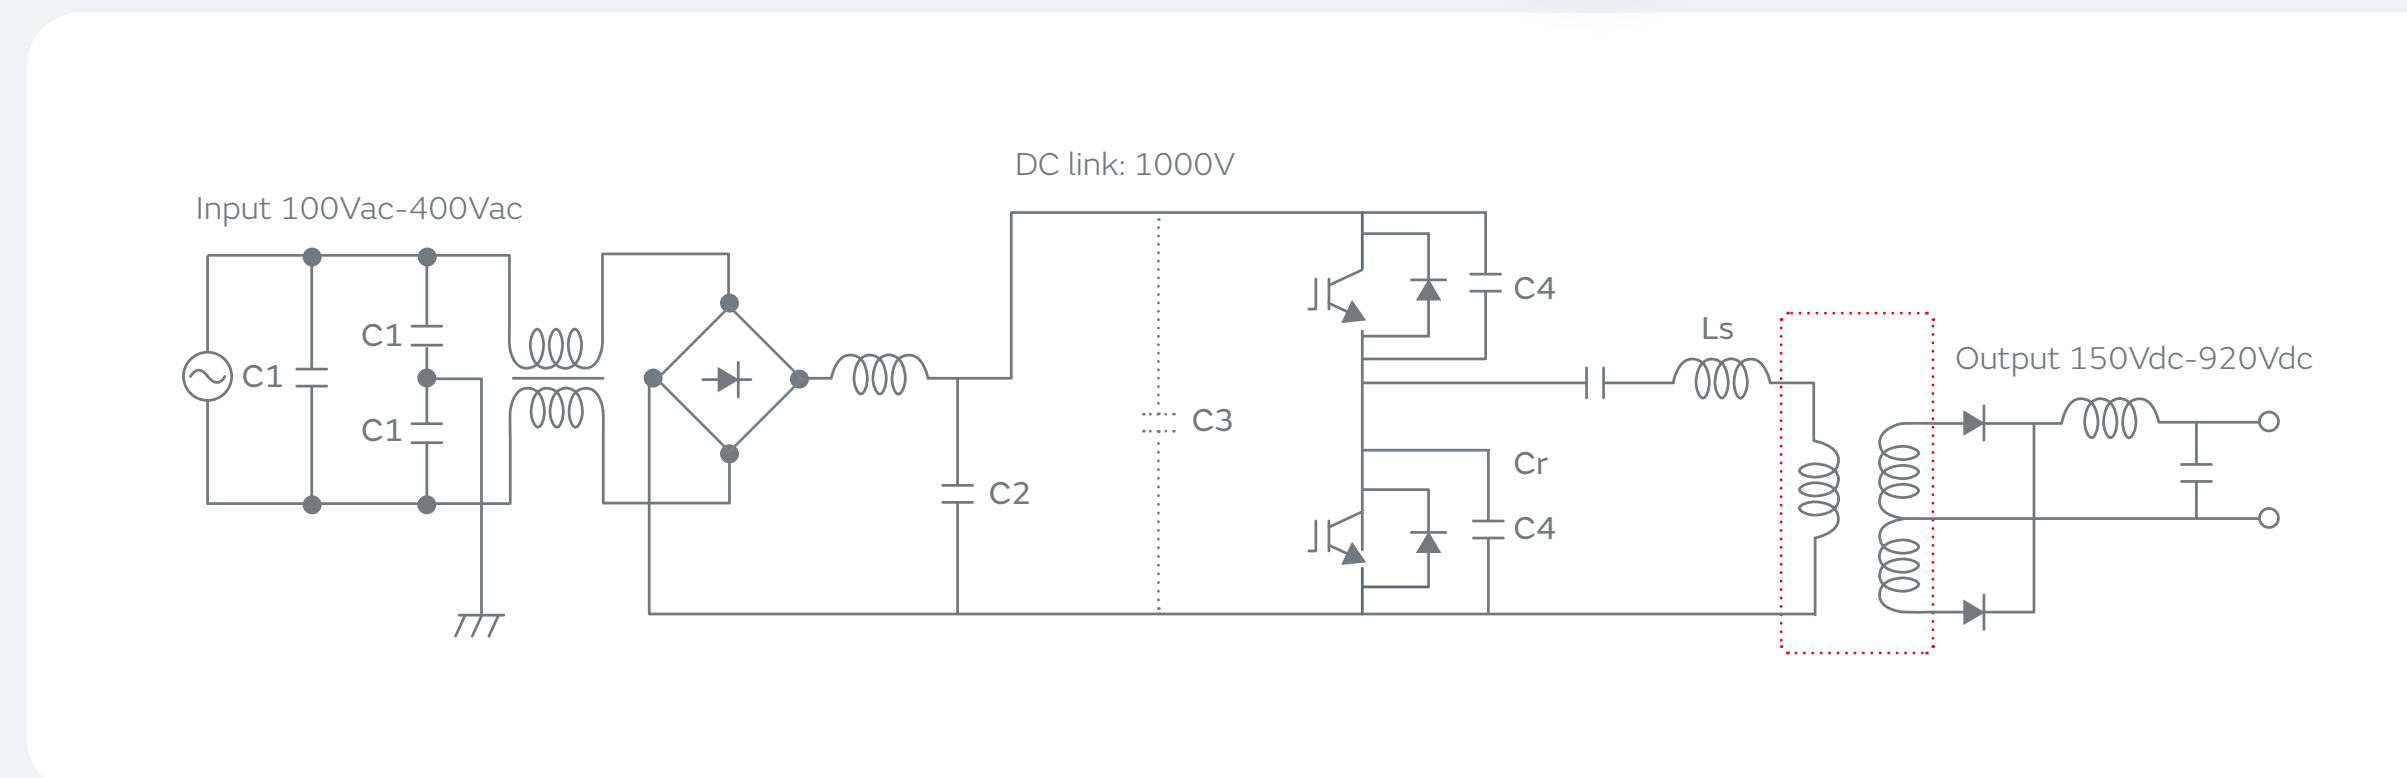 DC link: 1000V
Input 100Vac-400Vac
C1
C1
C1
C2
C3
C4
Cr
C4
Ls
Output 150Vdc-920Vdc